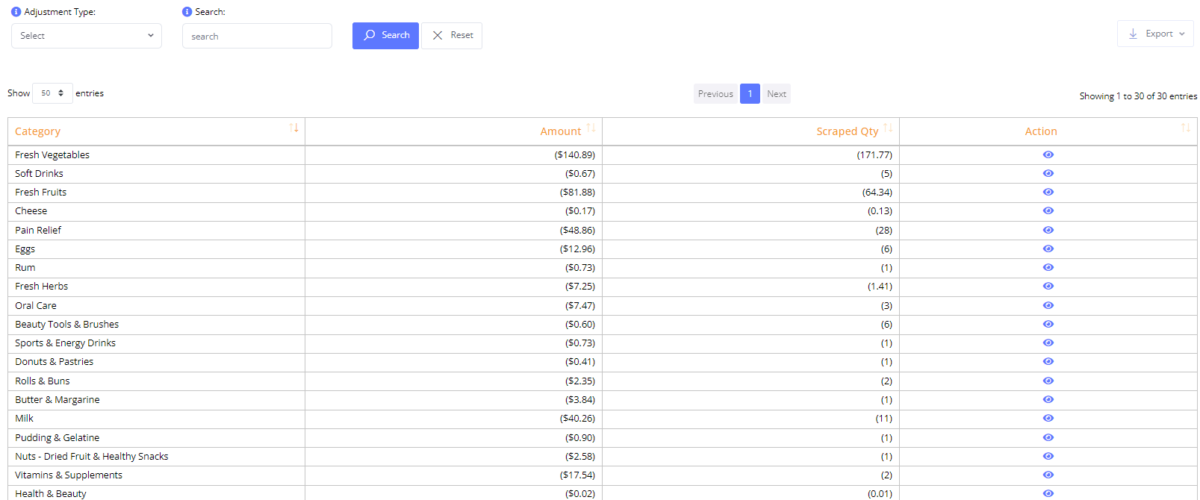 Adjustment Type: Search:
Select search Search Reset Export
Show 50 entries Previous 1 Next Showing 1 to 30 of 30 entries
Category Amount Scraped Qty Action
Fresh Vegetables ($140.89) (171.77)
Soft Drinks ($0.67) (5)
Fresh Fruits ($81.88) (64.34)
Cheese ($0.17) (0.13)
Pain Relief ($48.86) (28)
Eggs ($12.96) (6)
Rum ($0.73) (1)
Fresh Herbs ($7.25) (1.41)
Oral Care ($7.47) (3)
Beauty Tools & Brushes ($0.60) (6)
Sports & Energy Drinks ($0.73) (1)
Donuts & Pastries ($0.41) (1)
Rolls & Buns ($2.35) (2)
Butter & Margarine ($3.84) (1)
Milk ($40.26) (11)
Pudding & Gelatine ($0.90) (1)
Nuts - Dried Fruit & Healthy Snacks ($2.58) (1)
Vitamins & Supplements ($17.54) (2)
Health & Beauty ($0.02) (0.01)